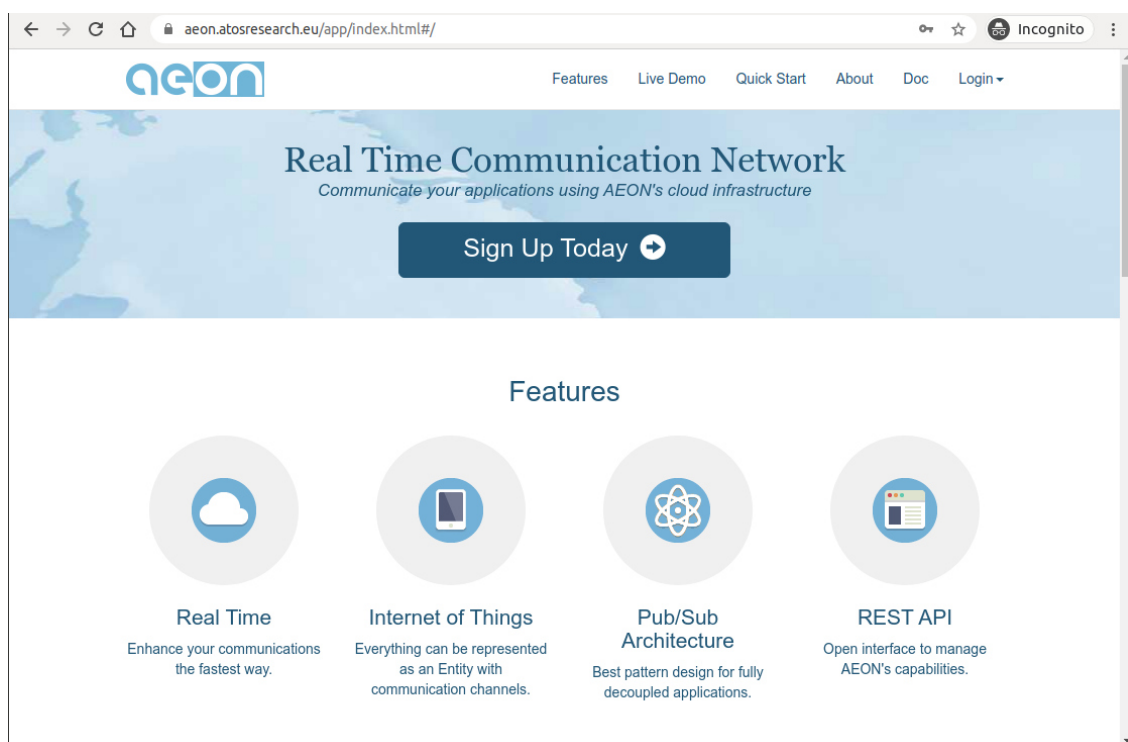 aeon.atosresearch.eu/app/index.html#/
Incognito
aeon
Features Live Demo Quick Start About Doc Login
Real Time Communication Network
Communicate your applications using AEON's cloud infrastructure
Sign Up Today
Features
Real Time
Enhance your communications
the fastest way.
Internet of Things
Everything can be represented
as an Entity with
communication channels.
Pub/Sub
Architecture
Best pattern design for fully
decoupled applications.
REST API
Open interface to manage
AEON's capabilities.